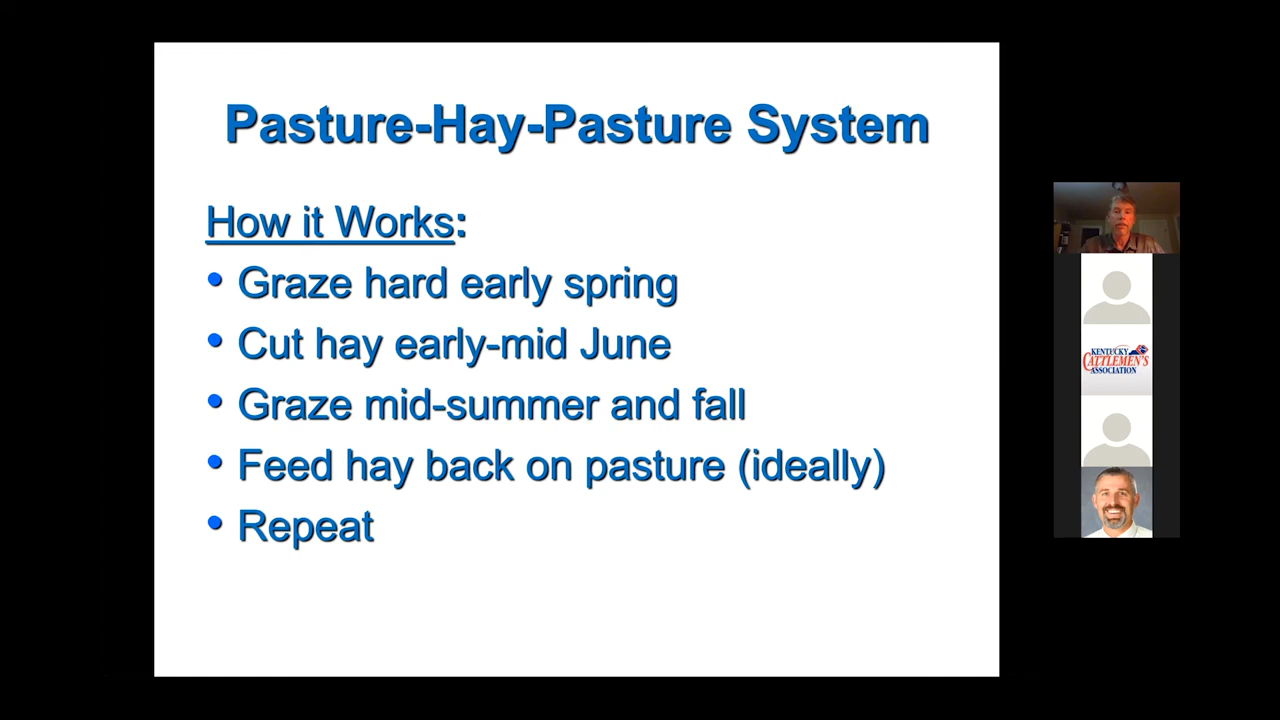 Pasture-Hay-Pasture System
How it Works:
• Graze hard early spring
• Cut hay early-mid June
• Graze mid-summer and fall
• Feed hay back on pasture (ideally)
• Repeat
KENTUCKY
CATTLEMEN'S
ASSOCIATION